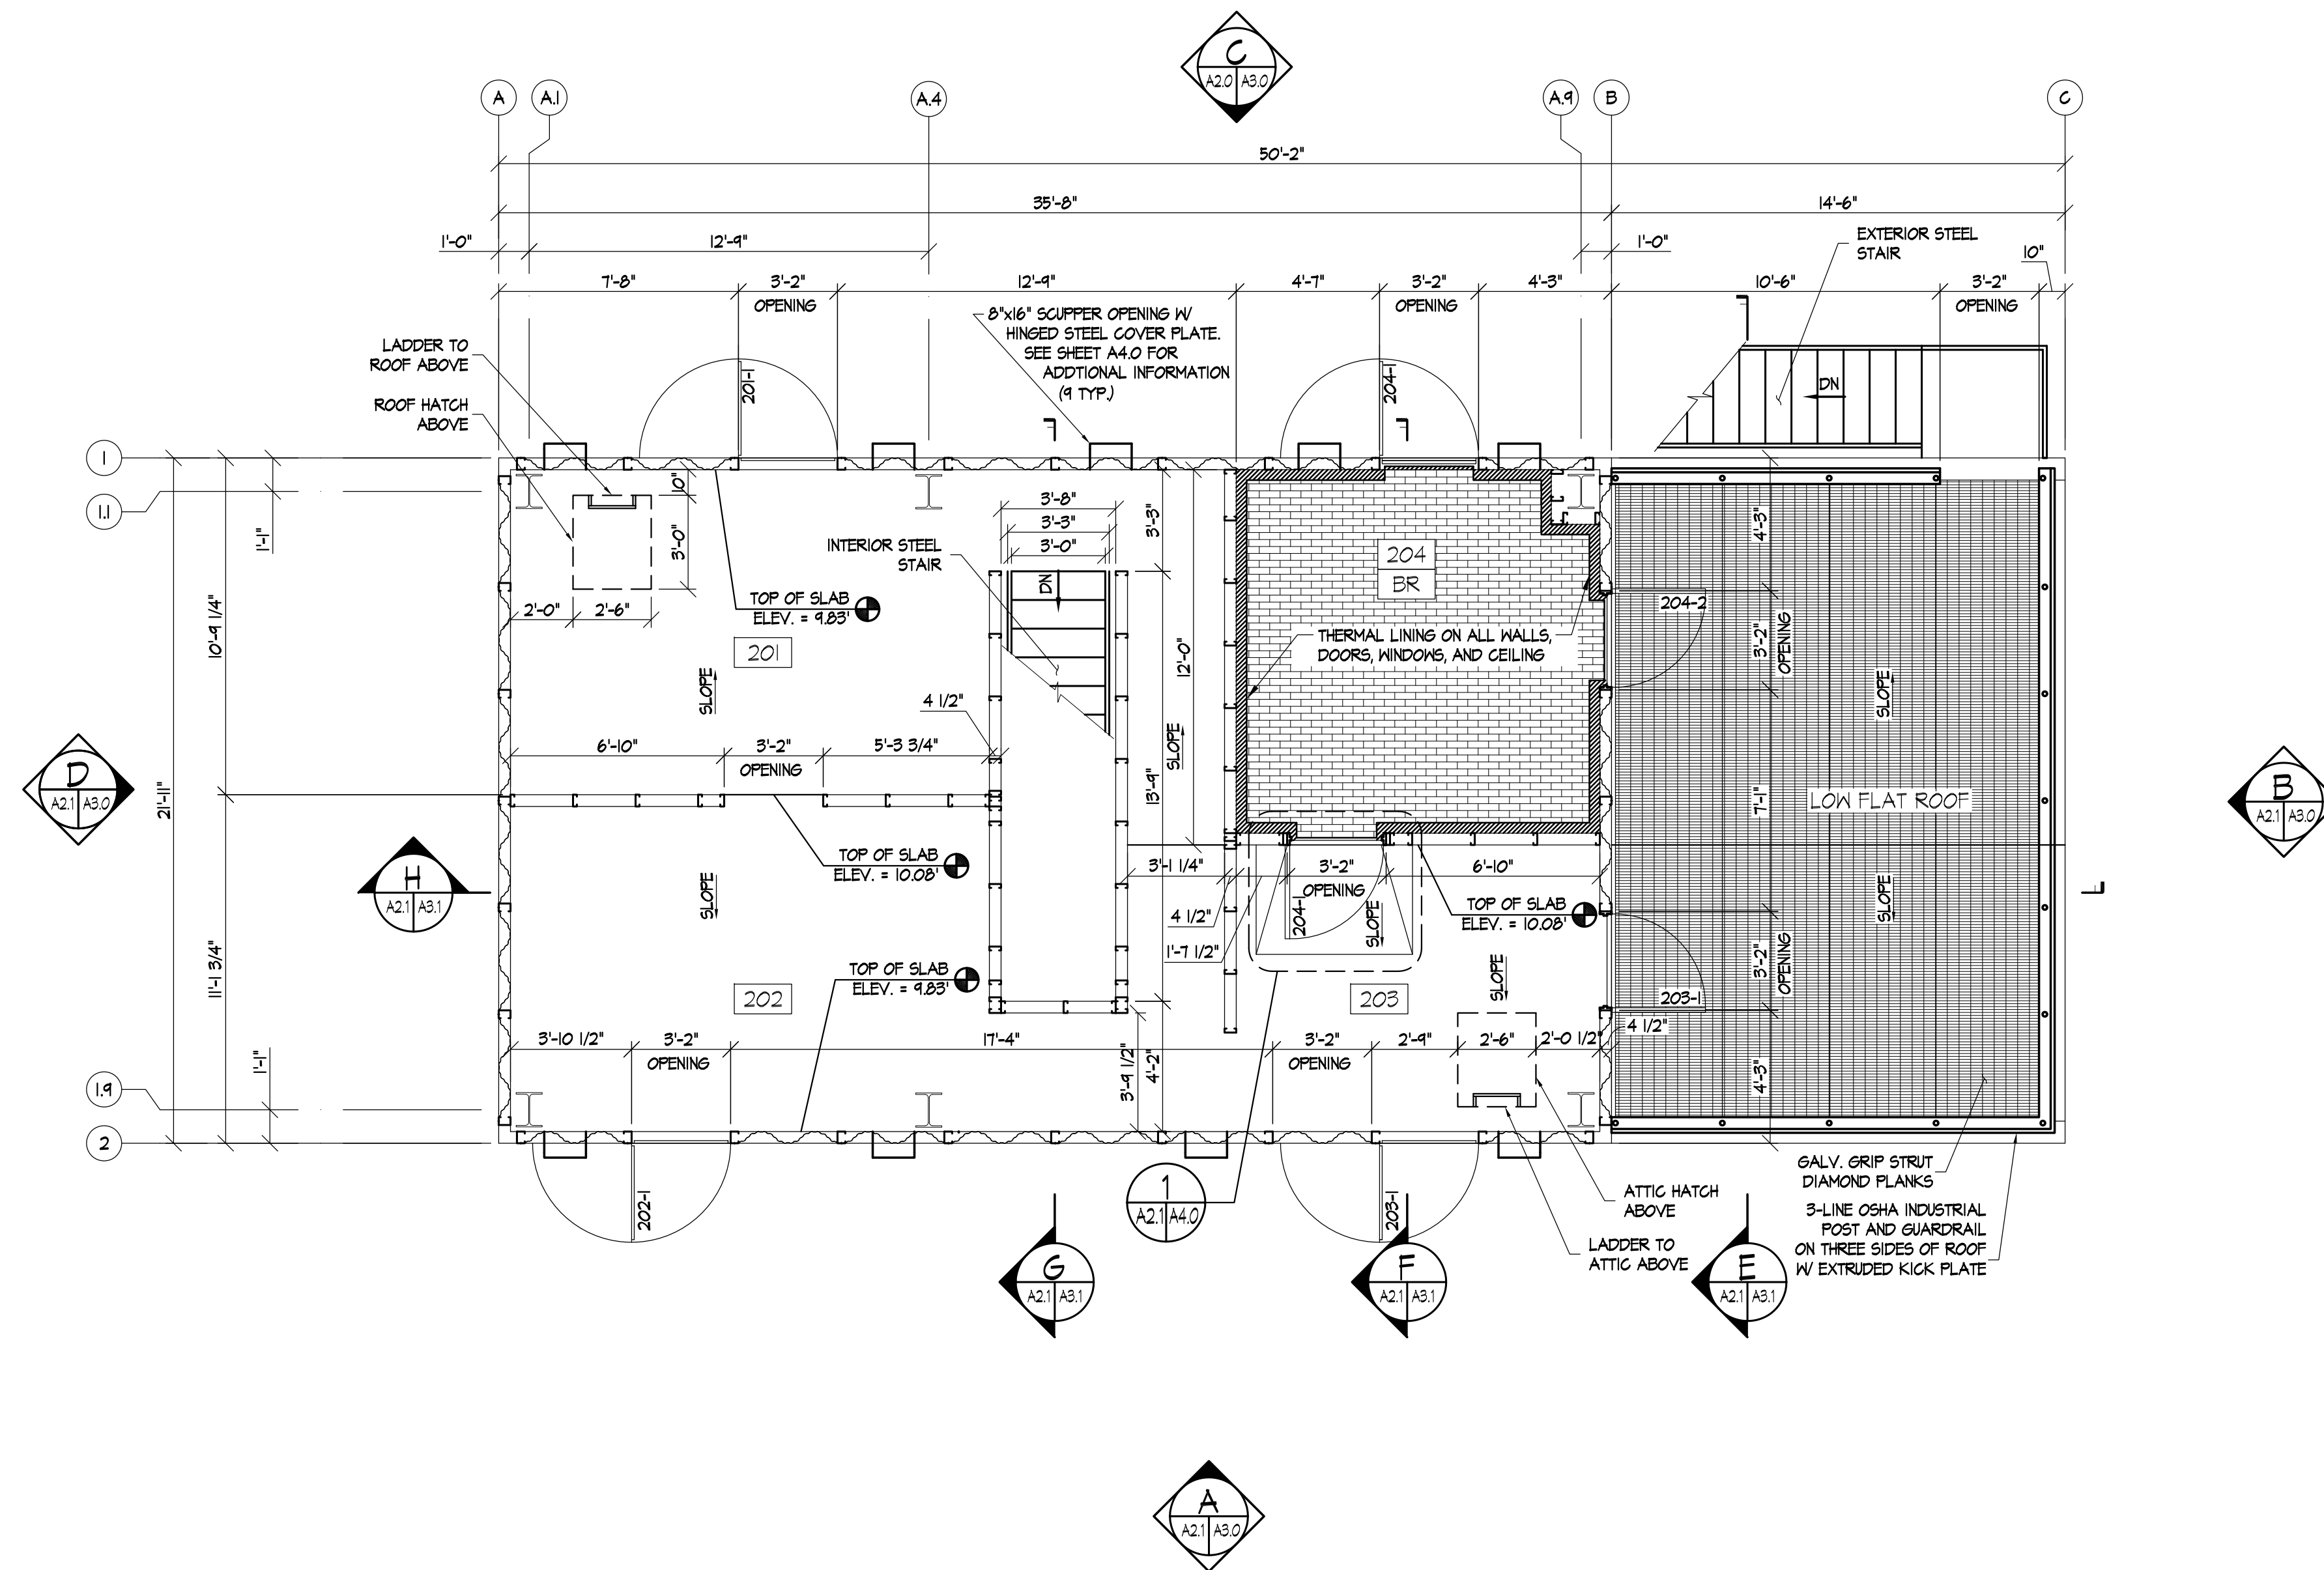 C
A2.0 A3.0
A
A.1
A.4
A.9
B
C
50'-2"
35'-8"
14'-6"
1'-0"
12'-9"
1'-0"
EXTERIOR STEEL
STAIR
10"
7'-8"
3'-2"
OPENING
12'-9"
4'-7"
3'-2"
OPENING
4'-3"
10'-6"
3'-2"
OPENING
8"x16" SCUPPER OPENING W/
HINGED STEEL COVER PLATE.
SEE SHEET A4.0 FOR
ADDTIONAL INFORMATION
(9 TYP.)
LADDER TO
ROOF ABOVE
ROOF HATCH
ABOVE
201-1
204-1
DN
1
1.1
1'-1"
10'-9 1/4"
21'-11"
11'-1 3/4"
1'-1"
1.9
2
10"
3'-0"
2'-0"
2'-6"
3'-8"
3'-3"
3'-0"
DN
INTERIOR STEEL
STAIR
3'-3"
12'-0"
13'-9"
SLOPE
TOP OF SLAB
ELEV. = 9.83'
201
SLOPE
4 1/2"
6'-10"
3'-2"
OPENING
5'-3 3/4"
204
BR
THERMAL LINING ON ALL WALLS,
DOORS, WINDOWS, AND CEILING
4'-3"
204-2
3'-2"
OPENING
SLOPE
7'-1"
LOW FLAT ROOF
SLOPE
3'-2"
OPENING
203-1
4 1/2"
4'-3"
D
A2.1 A3.0
B
A2.1 A3.0
H
A2.1 A3.1
TOP OF SLAB
ELEV. = 10.08'
SLOPE
3'-1 1/4"
3'-2"
OPENING
6'-10"
4 1/2"
1'-7 1/2"
204-1
SLOPE
TOP OF SLAB
ELEV. = 10.08'
SLOPE
TOP OF SLAB
ELEV. = 9.83'
202
203
3'-10 1/2"
3'-2"
OPENING
17'-4"
3'-2"
OPENING
2'-9"
2'-6"
2'-0 1/2"
3'-9 1/2"
4'-2"
202-1
203-1
1
A2.1 A4.0
GALV. GRIP STRUT
DIAMOND PLANKS
ATTIC HATCH
ABOVE
3-LINE OSHA INDUSTRIAL
POST AND GUARDRAIL
ON THREE SIDES OF ROOF
W/ EXTRUDED KICK PLATE
LADDER TO
ATTIC ABOVE
G
A2.1 A3.1
F
A2.1 A3.1
E
A2.1 A3.1
A
A2.1 A3.0